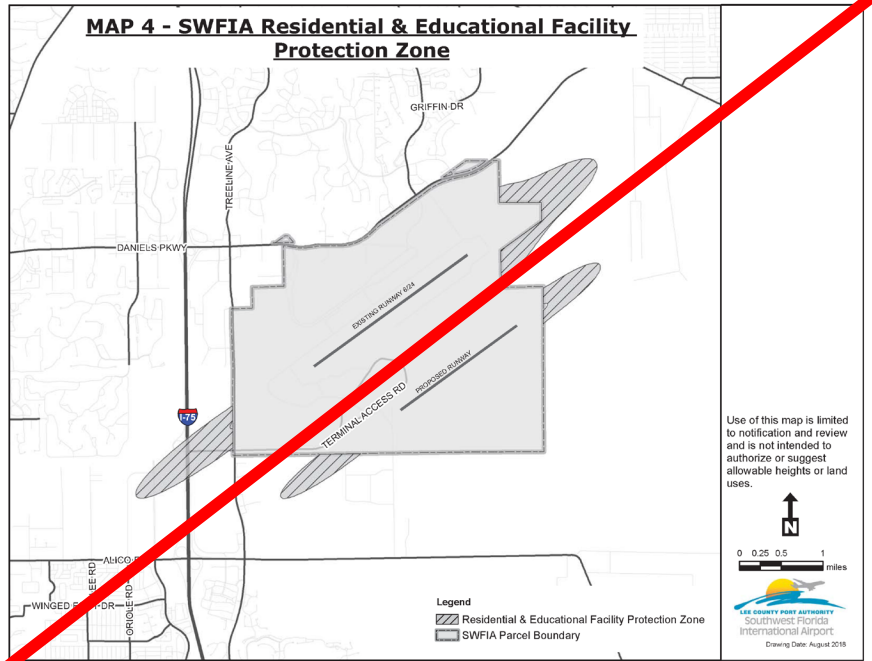 MAP 4 - SWFIA Residential & Educational Facility
Protection Zone
GRIFFIN DR
TREELINE AVE
DANIELS PKWY
EXISTING RUNWAY 6/24
PROPOSED RUNWAY
TERMINAL ACCESS RD
I-75
ALICO
EE RD
WINGED
DR
ORIOLE RD
Use of this map is limited
to notification and review
and is not intended to
authorize or suggest
allowable heights or land
uses.
N
0 0.25 0.5 1
miles
Legend
Residential & Educational Facility Protection Zone
SWFIA Parcel Boundary
LEE COUNTY PORT AUTHORITY
Southwest Florida
International Airport
Drawing Date: August 2018